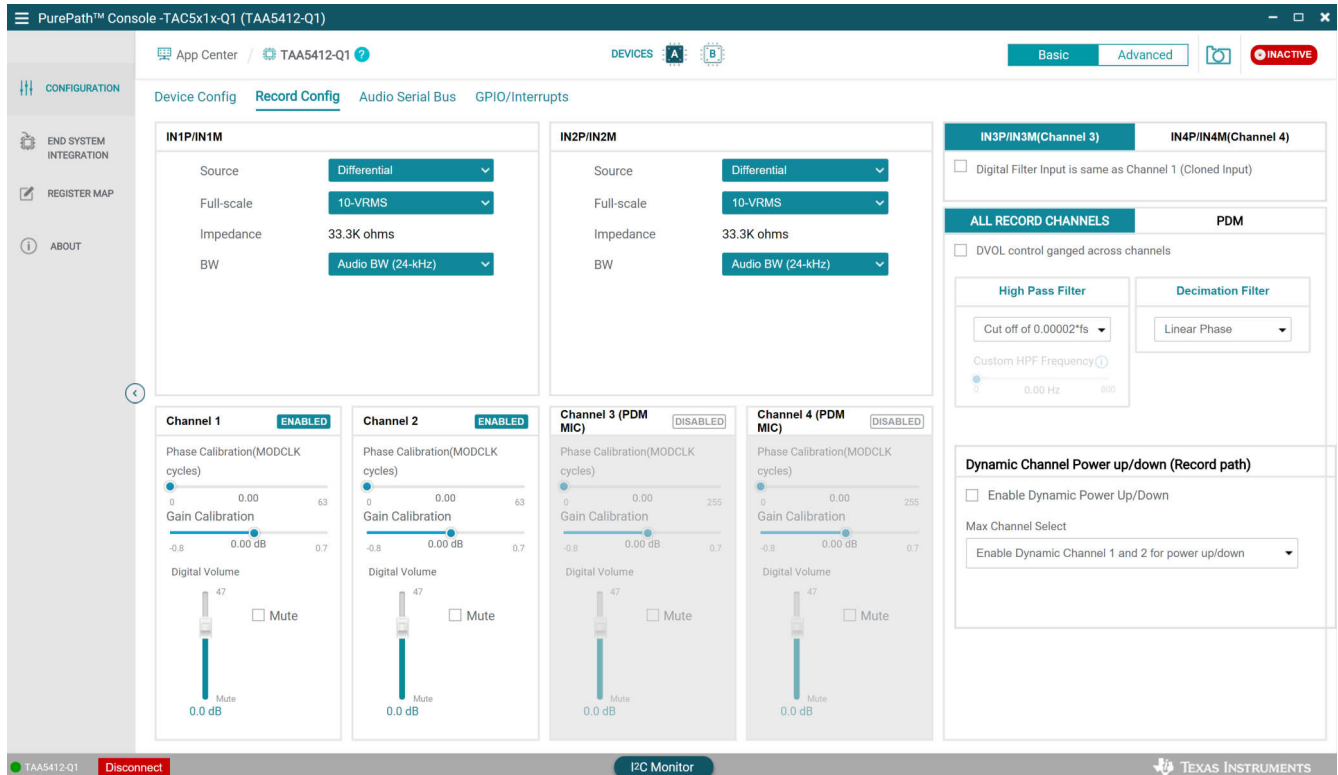 PurePath™ Console -TAC5x1x-Q1 (TAA5412-Q1)
App Center / TAA5412-Q1 ?
DEVICES A B
Basic Advanced
INACTIVE
CONFIGURATION
END SYSTEM
INTEGRATION
REGISTER MAP
ABOUT
Device Config Record Config Audio Serial Bus GPIO/Interrupts
IN1P/IN1M
Source Differential
Full-scale 10-VRMS
Impedance 33.3K ohms
BW Audio BW (24-kHz)
IN2P/IN2M
Source Differential
Full-scale 10-VRMS
Impedance 33.3K ohms
BW Audio BW (24-kHz)
IN3P/IN3M(Channel 3) IN4P/IN4M(Channel 4)
Digital Filter Input is same as Channel 1 (Cloned Input)
ALL RECORD CHANNELS PDM
DVOL control ganged across channels
High Pass Filter
Cut off of 0.00002*fs
Custom HPF Frequency
0 0.00 Hz 800
Decimation Filter
Linear Phase
Channel 1 ENABLED
Phase Calibration(MODCLK
cycles)
0 0.00 63
Gain Calibration
-0.8 0.00 dB 0.7
Digital Volume
47
Mute
Mute
0.0 dB
Channel 2 ENABLED
Phase Calibration(MODCLK
cycles)
0 0.00 63
Gain Calibration
-0.8 0.00 dB 0.7
Digital Volume
47
Mute
Mute
0.0 dB
Channel 3 (PDM
MIC) DISABLED
Phase Calibration(MODCLK
cycles)
0 0.00 255
Gain Calibration
-0.8 0.00 dB 0.7
Digital Volume
47
Mute
Mute
0.0 dB
Channel 4 (PDM
MIC) DISABLED
Phase Calibration(MODCLK
cycles)
0 0.00 255
Gain Calibration
-0.8 0.00 dB 0.7
Digital Volume
47
Mute
Mute
0.0 dB
Dynamic Channel Power up/down (Record path)
Enable Dynamic Power Up/Down
Max Channel Select
Enable Dynamic Channel 1 and 2 for power up/down
TAA5412-Q1 Disconnect
I²C Monitor
TEXAS INSTRUMENTS